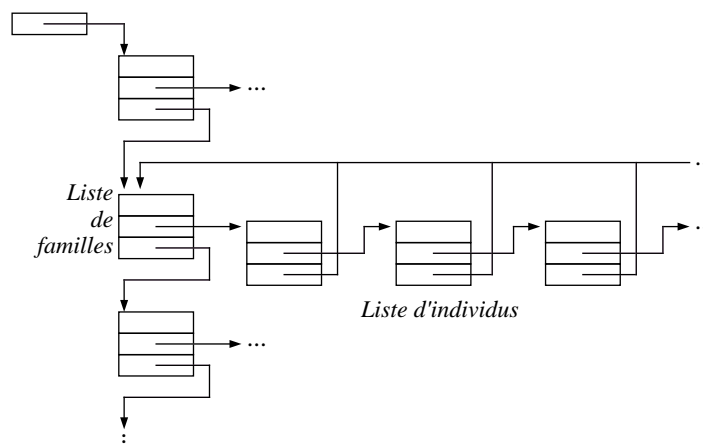 ...
Liste
de
familles
.
.
Liste d'individus
...
: